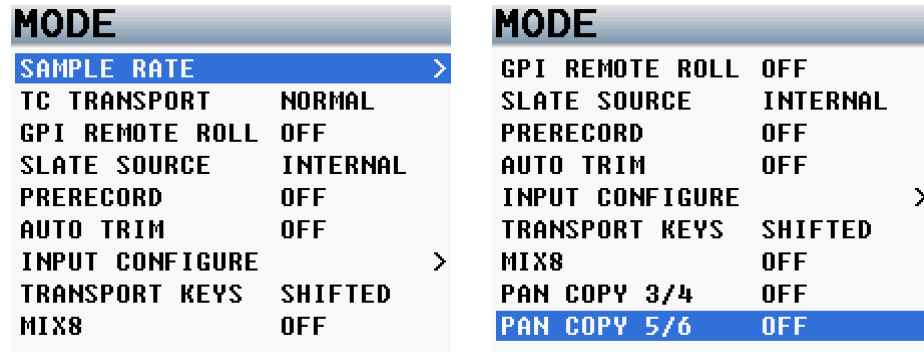 MODE
SAMPLE RATE >
TC TRANSPORT NORMAL
GPI REMOTE ROLL OFF
SLATE SOURCE INTERNAL
PRERECORD OFF
AUTO TRIM OFF
INPUT CONFIGURE >
TRANSPORT KEYS SHIFTED
MIX8 OFF
MODE
GPI REMOTE ROLL OFF
SLATE SOURCE INTERNAL
PRERECORD OFF
AUTO TRIM OFF
INPUT CONFIGURE >
TRANSPORT KEYS SHIFTED
MIX8 OFF
PAN COPY 3/4 OFF
PAN COPY 5/6 OFF